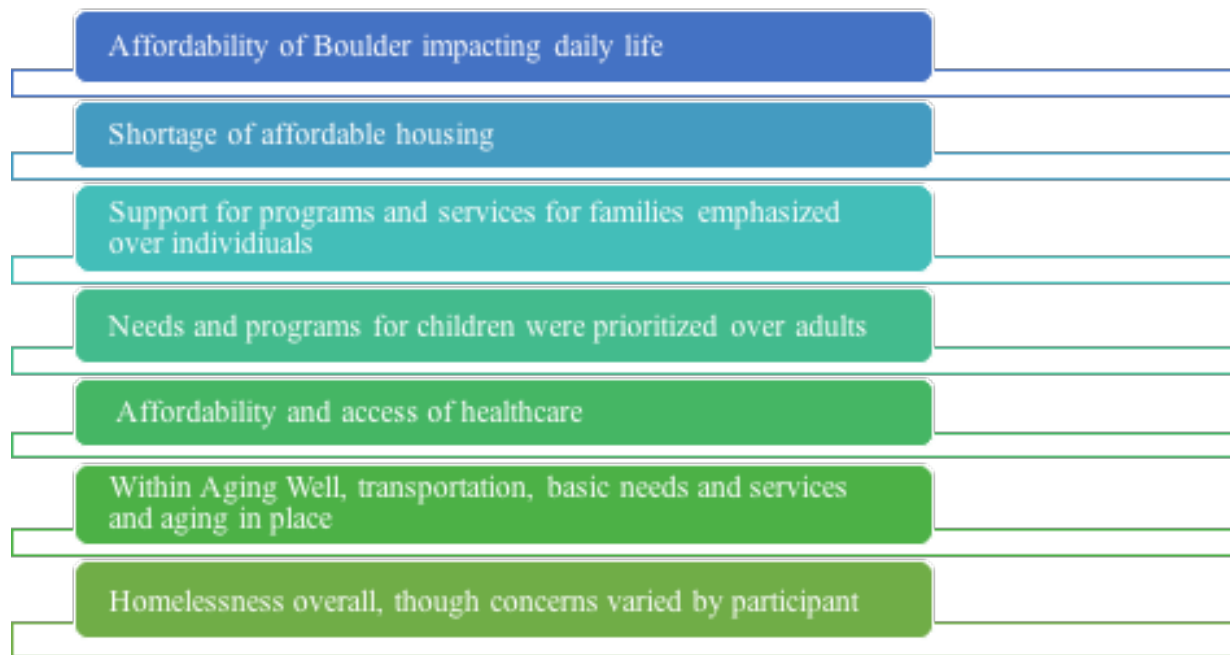 Affordability of Boulder impacting daily life
Shortage of affordable housing
Support for programs and services for families emphasized
over individiuals
Needs and programs for children were prioritized over adults
Affordability and access of healthcare
Within Aging Well, transportation, basic needs and services
and aging in place
Homelessness overall, though concerns varied by participant